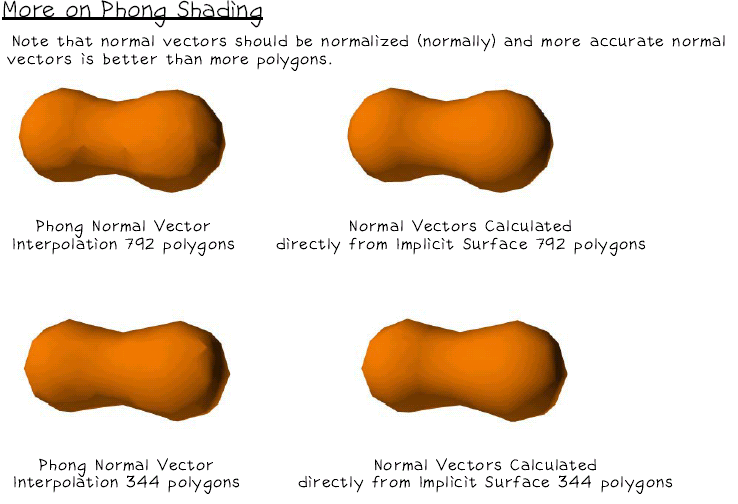 More on Phong Shading
Note that normal vectors should be normalized (normally) and more accurate normal
vectors is better than more polygons.
Phong Normal Vector
Interpolation 792 polygons
Normal Vectors Calculated
directly from Implicit Surface 792 polygons
Phong Normal Vector
Interpolation 344 polygons
Normal Vectors Calculated
directly from Implicit Surface 344 polygons